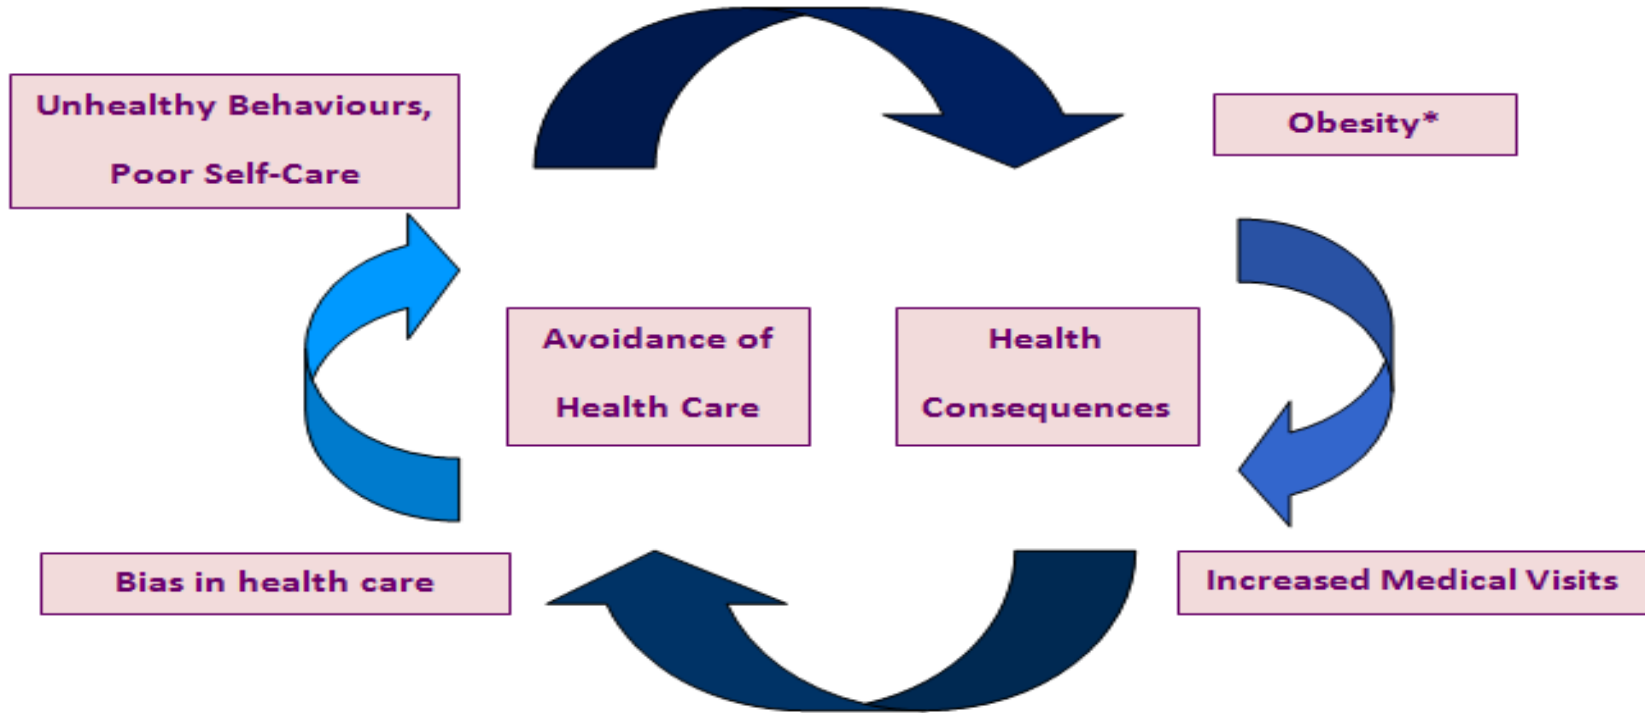 Unhealthy Behaviours,
Poor Self-Care
Obesity*
Avoidance of
Health Care
Health
Consequences
Bias in health care
Increased Medical Visits